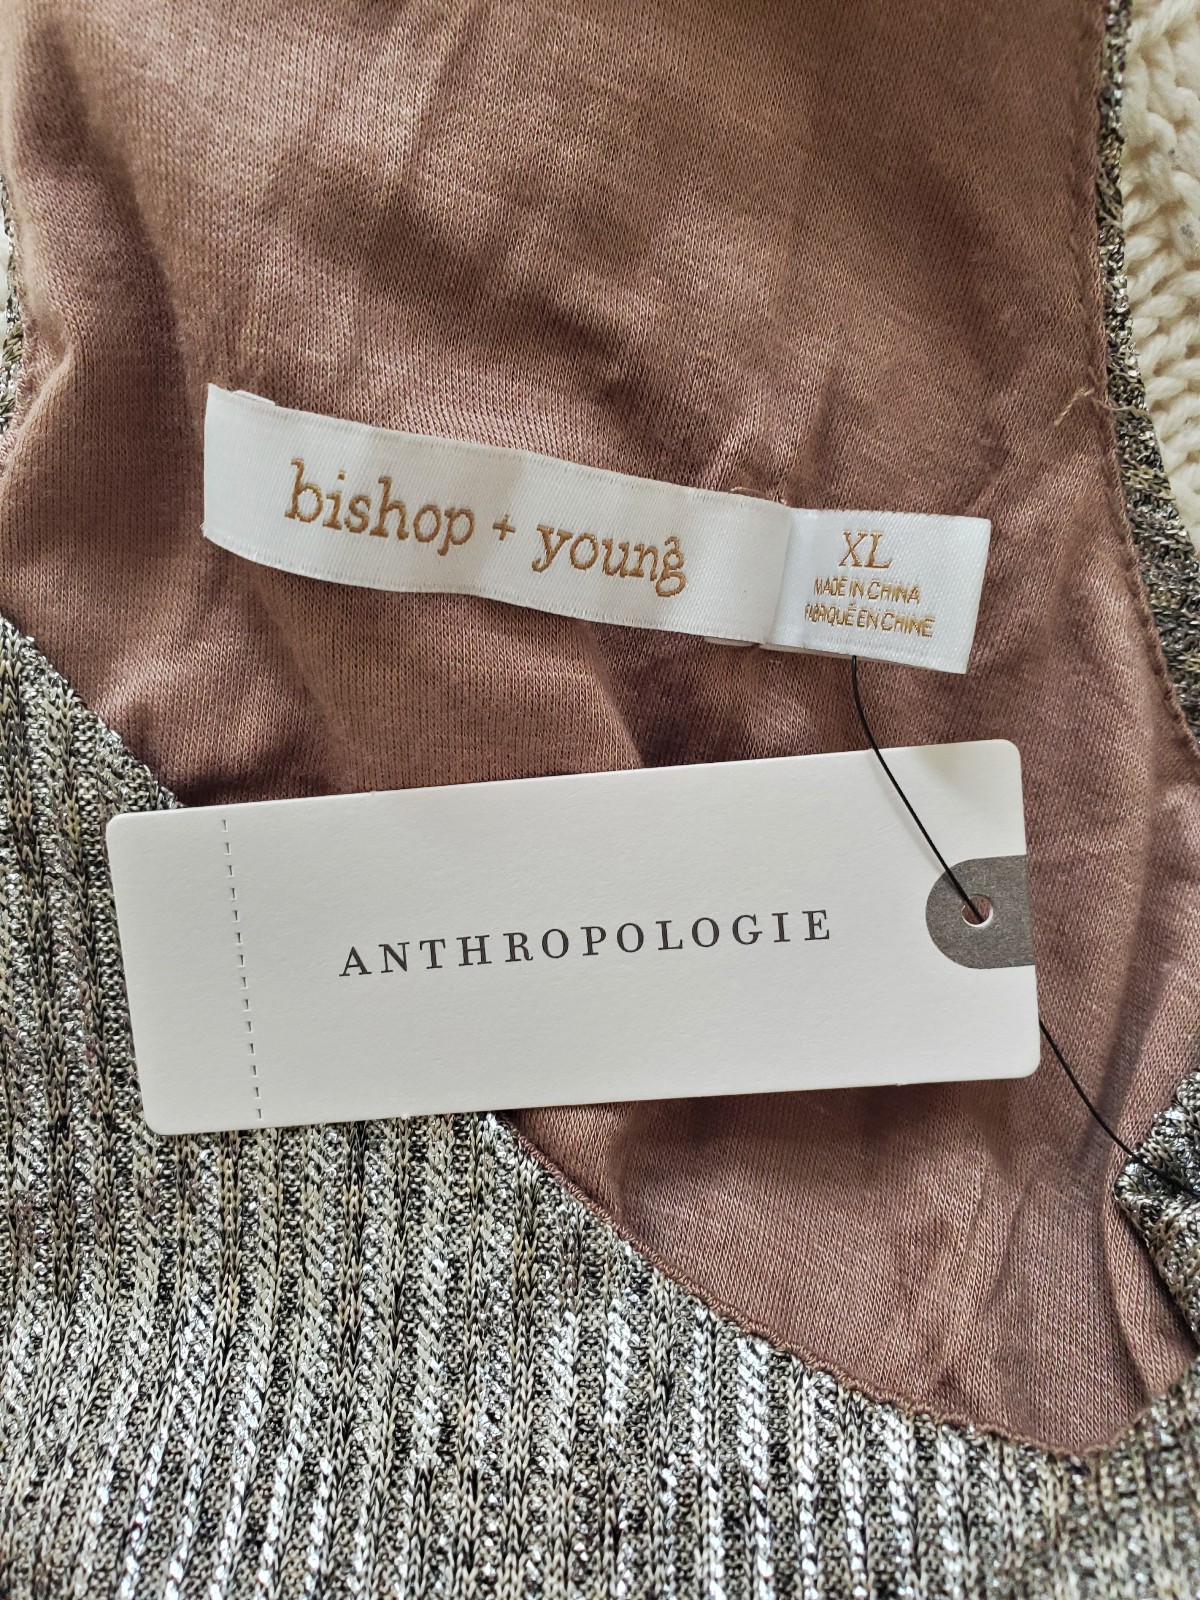 bishop + young
XL
MADE IN CHINA
FABRIQUÉ EN CHINE
ANTHROPOLOGIE